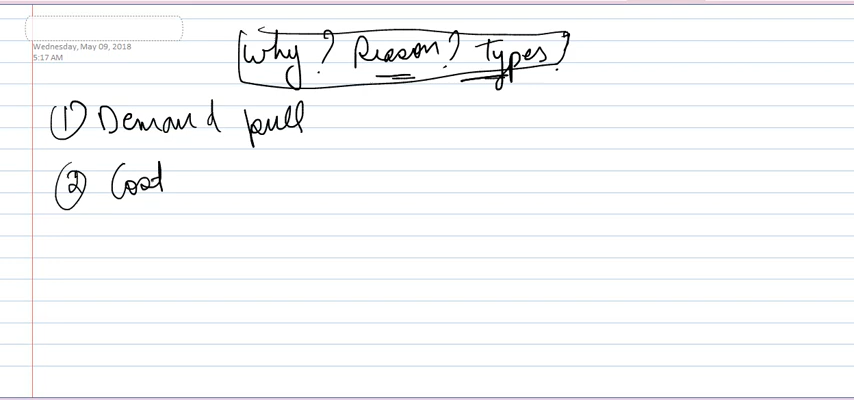 Why? Reason? Types?
Wednesday, May 09, 2018
5:17 AM
① Demand pull
② Cost